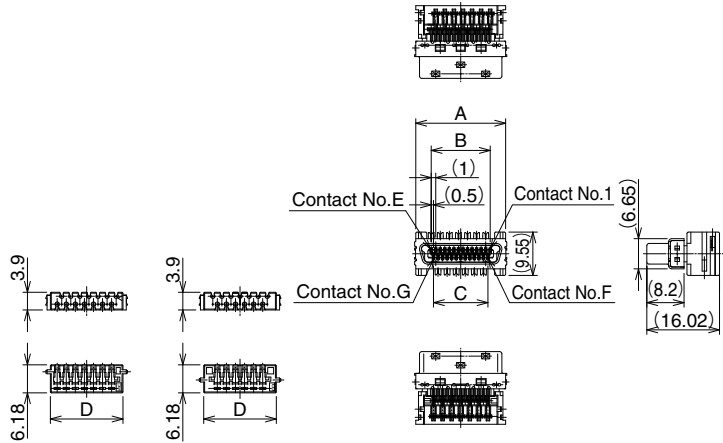 A
B
(1)
(0.5)
Contact No.E
Contact No.1
(6.65)
(9.55)
Contact No.G
C
Contact No.F
(8.2)
(16.02)
3.9
3.9
6.18
D
6.18
D